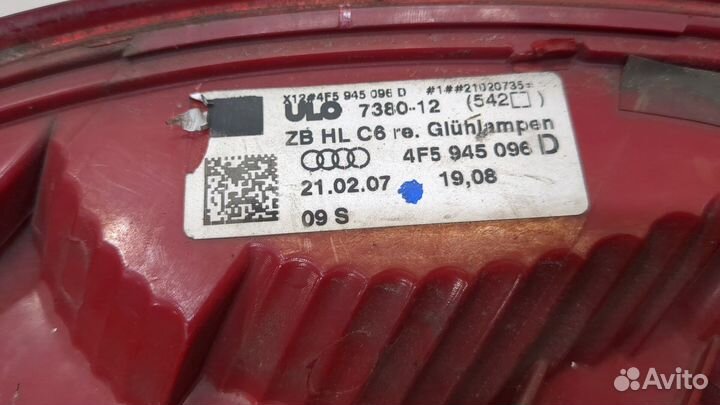 X12#4F5 945 096 D #1##21020735=
ULO 7380-12 (542□)
ZB HL C6 re. Glühlampen
4F5 945 096 D
21.02.07 19,08
09 S
Avito